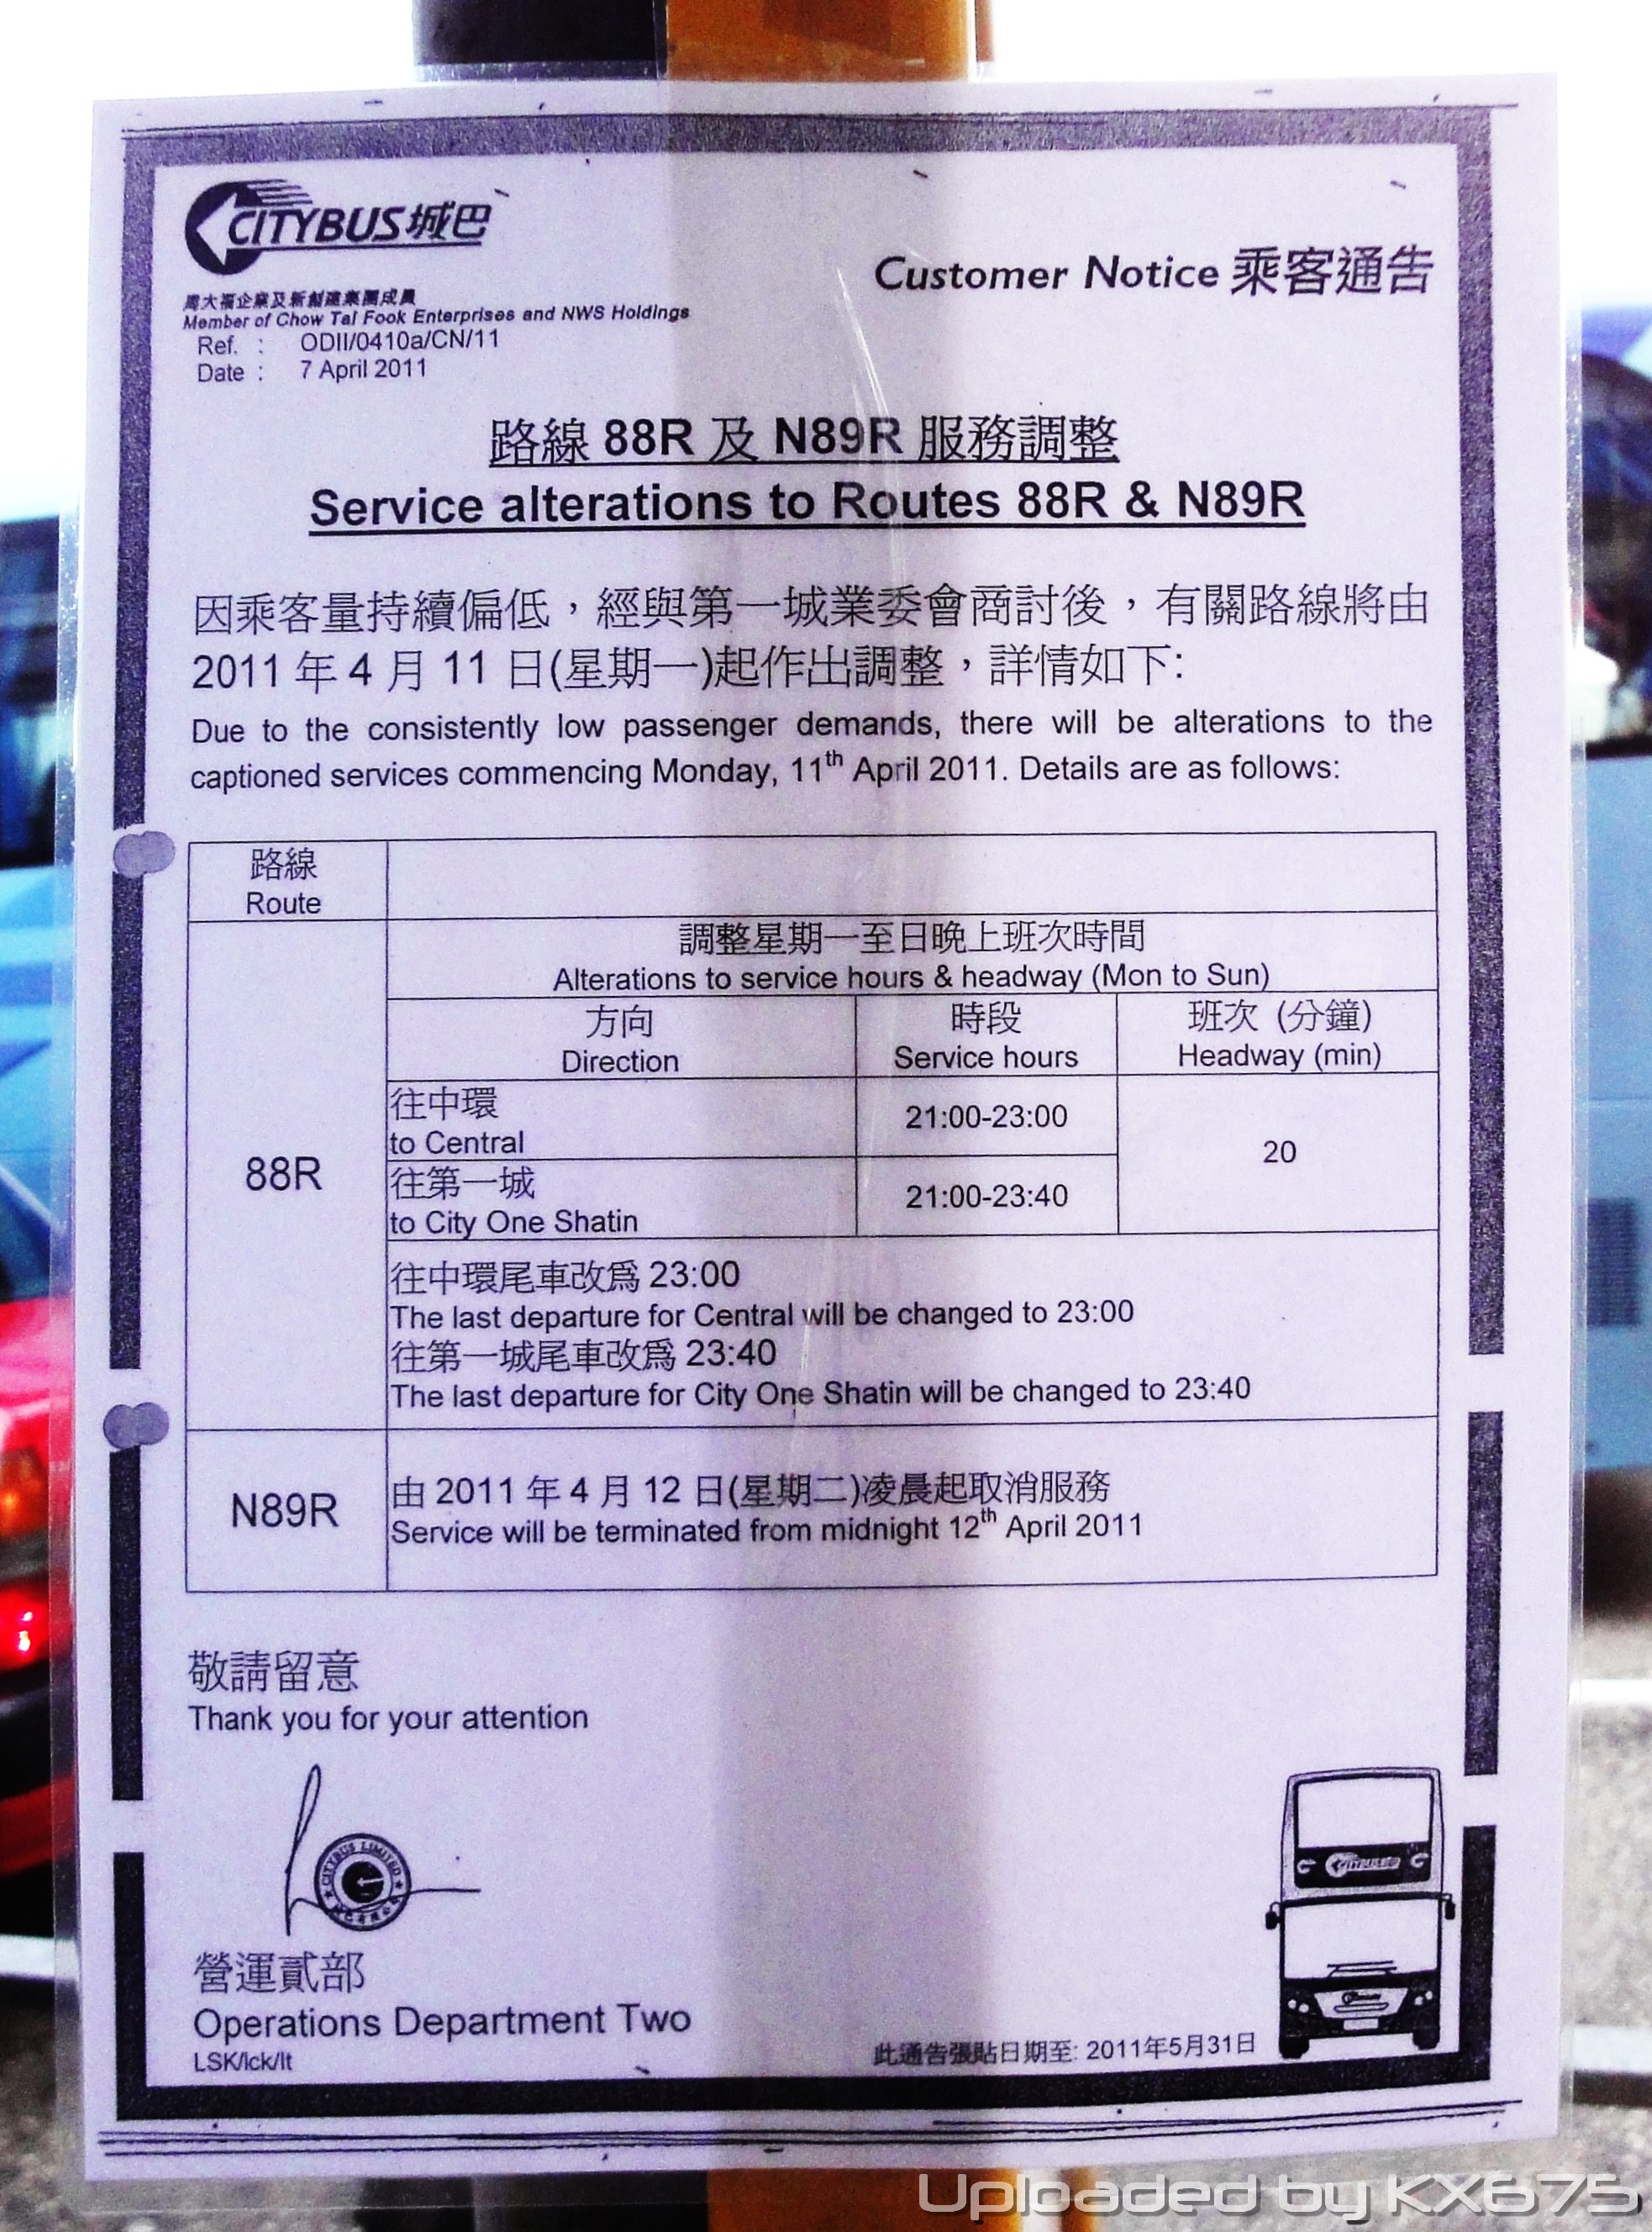 CITYBUS 城巴
周大福企業及新創建集團成員
Member of Chow Tai Fook Enterprises and NWS Holdings
Customer Notice 乘客通告
Ref. : ODII/0410a/CN/11
Date : 7 April 2011
路線 88R 及 N89R 服務調整
Service alterations to Routes 88R & N89R
因乘客量持續偏低，經與第一城業委會商討後，有關路線將由
2011 年 4 月 11 日(星期一)起作出調整，詳情如下:
Due to the consistently low passenger demands, there will be alterations to the
captioned services commencing Monday, 11th April 2011. Details are as follows:
路線
Route
調整星期一至日晚上班次時間
Alterations to service hours & headway (Mon to Sun)
方向 時段 班次 (分鐘)
Direction Service hours Headway (min)
88R
往中環
to Central
21:00-23:00
20
往第一城
to City One Shatin
21:00-23:40
往中環尾車改為 23:00
The last departure for Central will be changed to 23:00
往第一城尾車改為 23:40
The last departure for City One Shatin will be changed to 23:40
N89R
由 2011 年 4 月 12 日(星期二)凌晨起取消服務
Service will be terminated from midnight 12th April 2011
敬請留意
Thank you for your attention
CITYBUS LIMITED
營運貳部
Operations Department Two
LSK/lck/lt
CITYBUS
此通告張貼日期至: 2011年5月31日
Uploaded by KX675